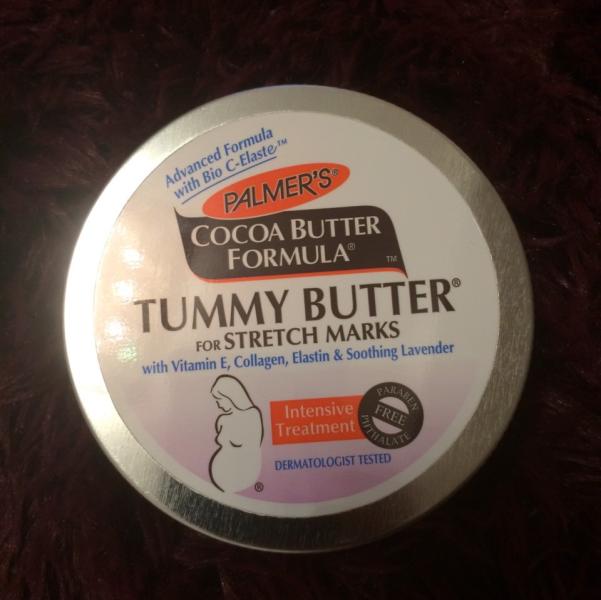 Advanced Formula
with Bio C-Elaste™
PALMER'S®
COCOA BUTTER
FORMULA®
™
TUMMY BUTTER®
FOR STRETCH MARKS
with Vitamin E, Collagen, Elastin & Soothing Lavender
Intensive
Treatment
PARABEN
FREE
PHTHALATE
DERMATOLOGIST TESTED
®